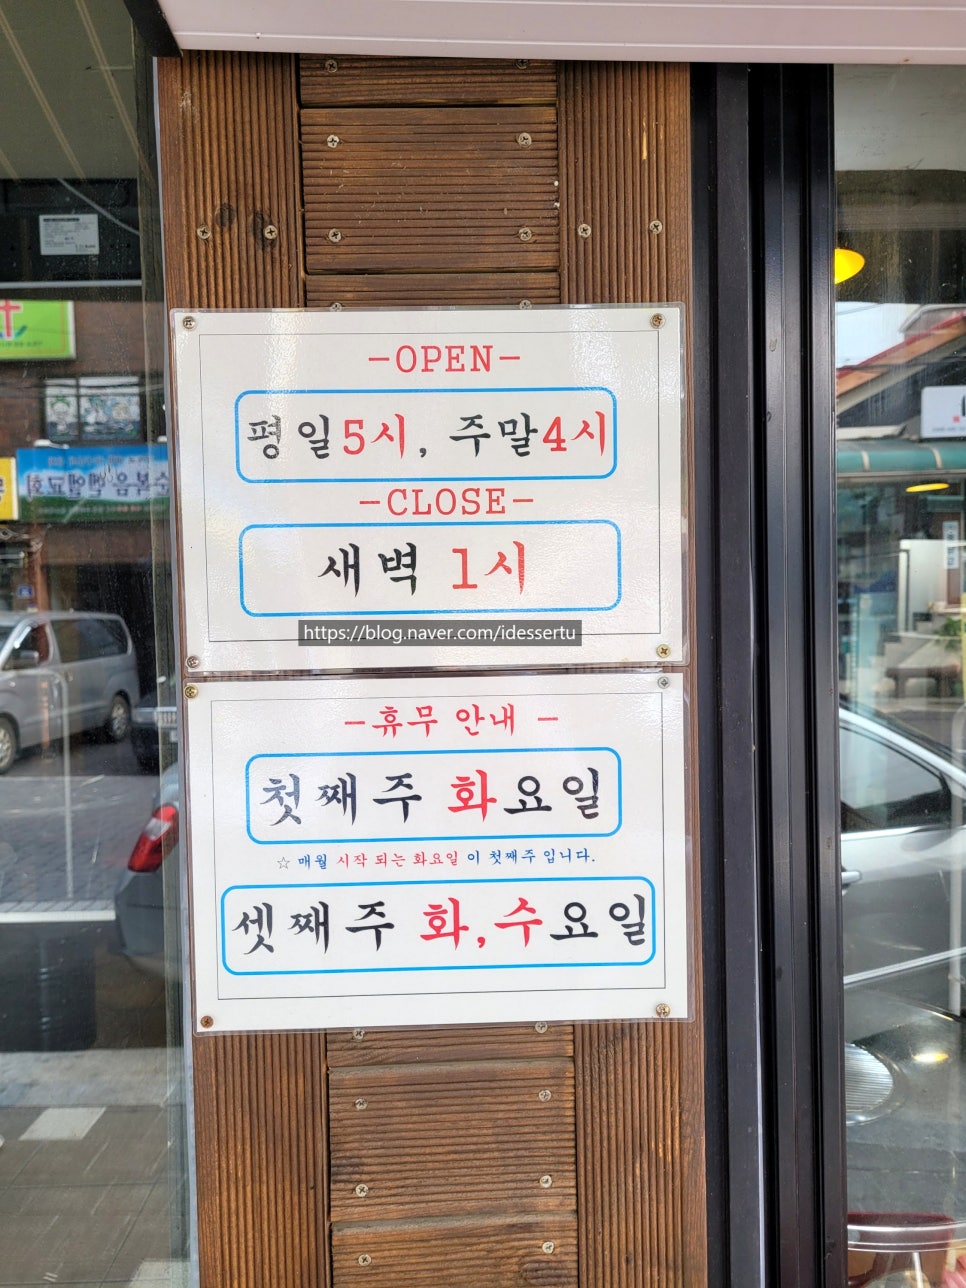 -OPEN-
평일5시, 주말4시
-CLOSE-
새벽 1시
https://blog.naver.com/idessertu
-휴무 안내 -
첫째주 화요일
☆ 매월 시작 되는 화요일 이 첫째주 입니다.
셋째주 화,수요일